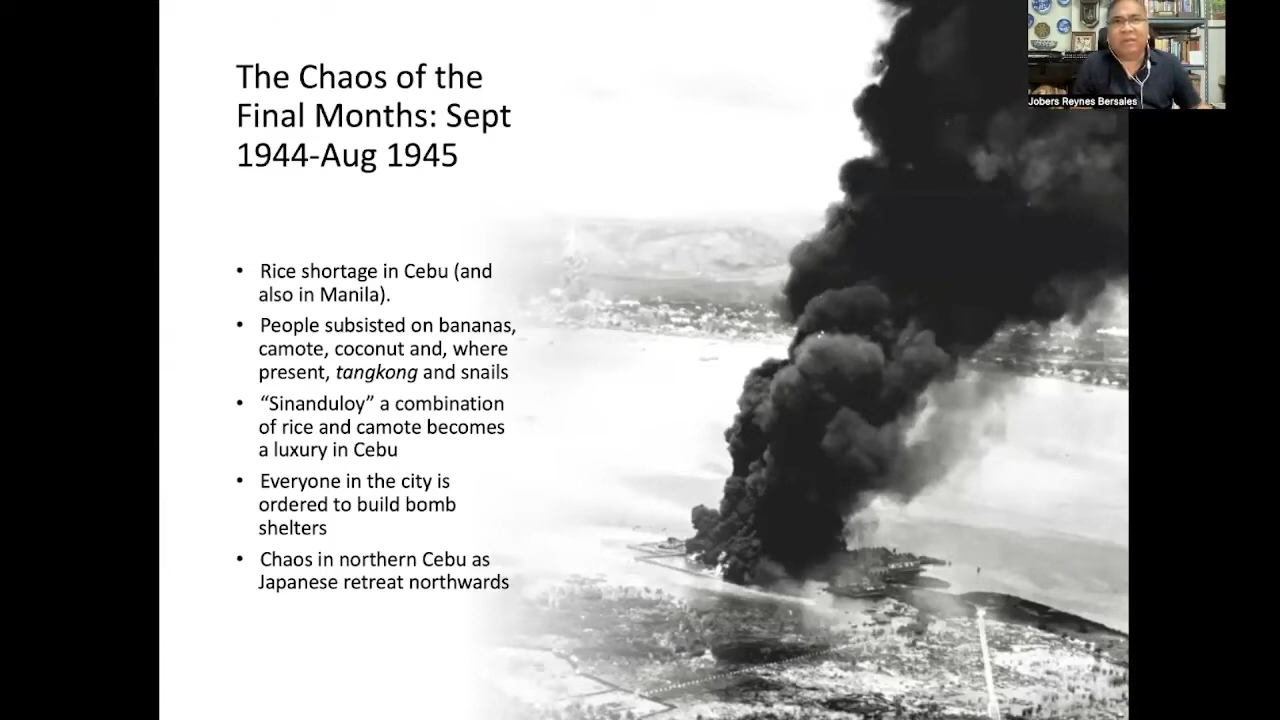 The Chaos of the
Final Months: Sept
1944-Aug 1945
Jobers Reynes Bersales
• Rice shortage in Cebu (and
also in Manila).
• People subsisted on bananas,
camote, coconut and, where
present, tangkong and snails
• “Sinanduloy” a combination
of rice and camote becomes
a luxury in Cebu
• Everyone in the city is
ordered to build bomb
shelters
• Chaos in northern Cebu as
Japanese retreat northwards